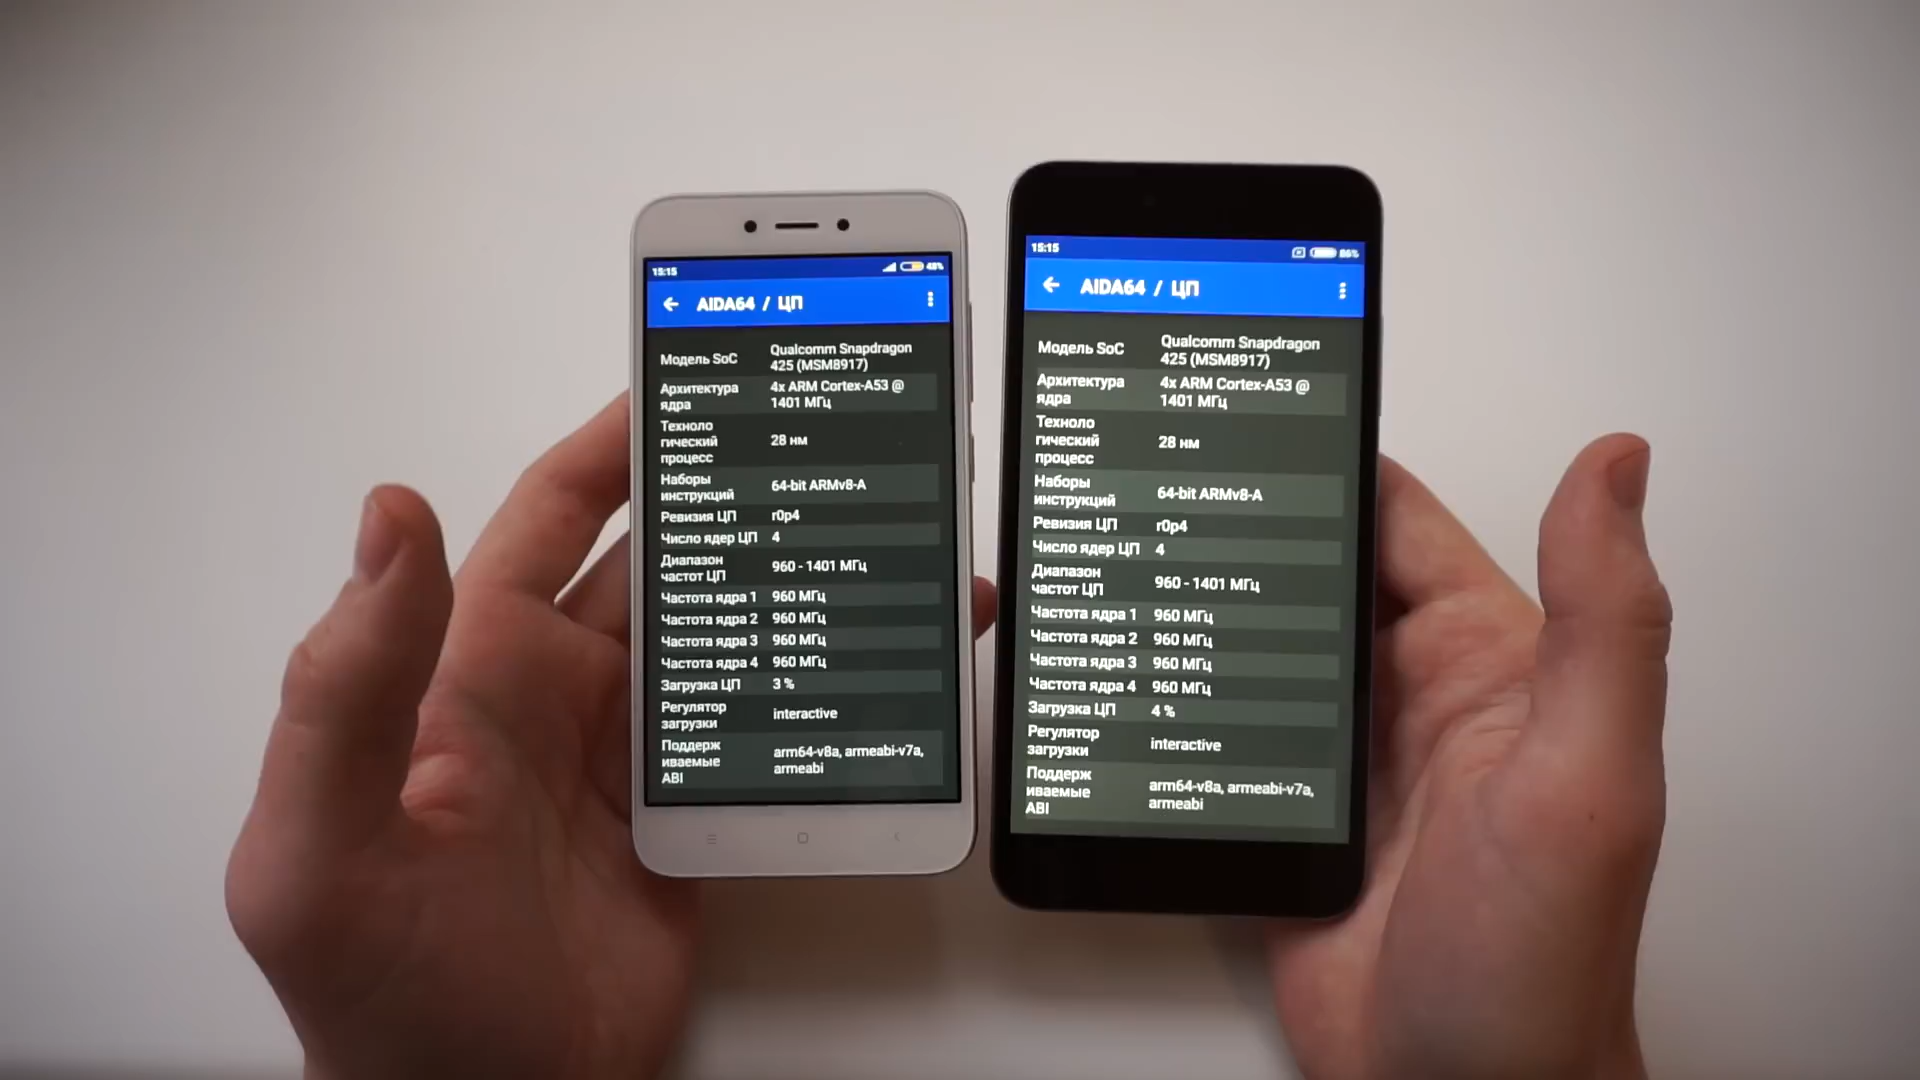 15:15
48%
AIDA64 / ЦП
Модель SoC
Qualcomm Snapdragon
425 (MSM8917)
Архитектура
ядра
4x ARM Cortex-A53 @
1401 МГц
Техноло
гический
процесс
28 нм
Наборы
инструкций
64-bit ARMv8-A
Ревизия ЦП
r0p4
Число ядер ЦП
4
Диапазон
частот ЦП
960 - 1401 МГц
Частота ядра 1
960 МГц
Частота ядра 2
960 МГц
Частота ядра 3
960 МГц
Частота ядра 4
960 МГц
Загрузка ЦП
3 %
Регулятор
загрузки
interactive
Поддерж
иваемые
ABI
arm64-v8a, armeabi-v7a,
armeabi
15:15
86%
AIDA64 / ЦП
Модель SoC
Qualcomm Snapdragon
425 (MSM8917)
Архитектура
ядра
4x ARM Cortex-A53 @
1401 МГц
Техноло
гический
процесс
28 нм
Наборы
инструкций
64-bit ARMv8-A
Ревизия ЦП
r0p4
Число ядер ЦП
4
Диапазон
частот ЦП
960 - 1401 МГц
Частота ядра 1
960 МГц
Частота ядра 2
960 МГц
Частота ядра 3
960 МГц
Частота ядра 4
960 МГц
Загрузка ЦП
4 %
Регулятор
загрузки
interactive
Поддерж
иваемые
ABI
arm64-v8a, armeabi-v7a,
armeabi